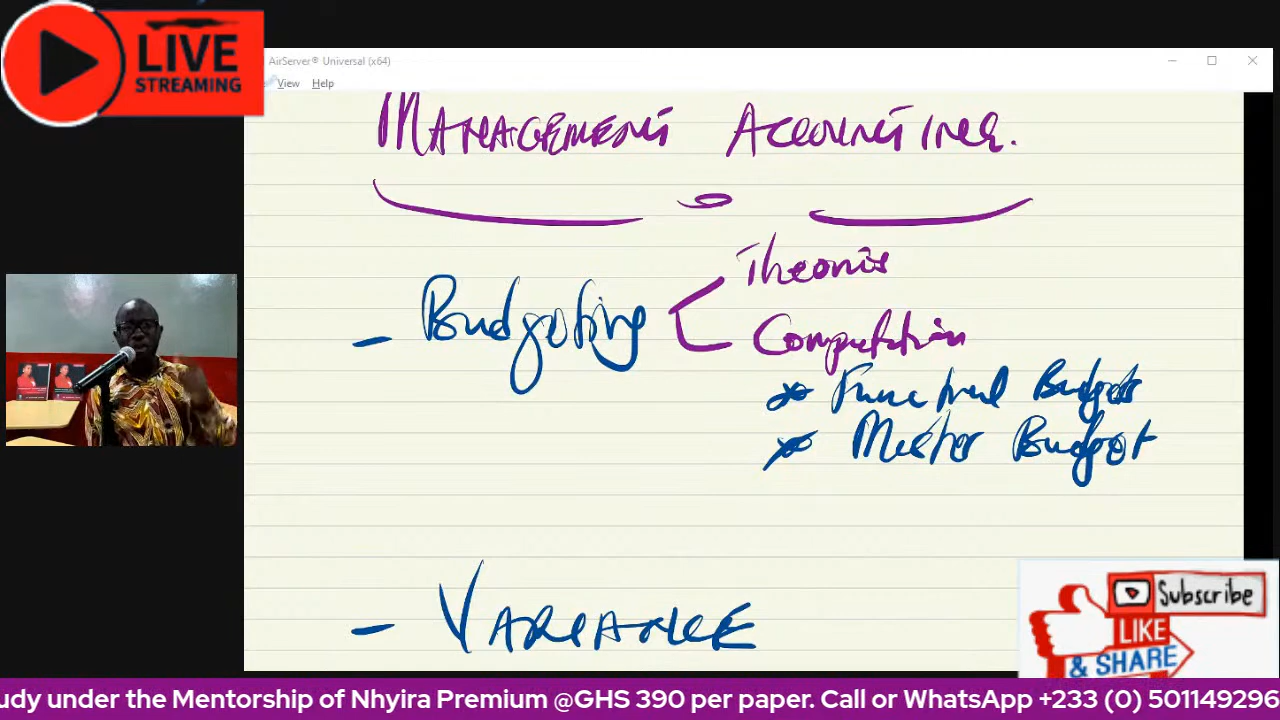 LIVE
STREAMING
AirServer® Universal (x64)
View Help
MANAGEMENT ACCOUNTING.
- Budgeting
Theories
Computation
* Functional Budgets
* Master Budget
- VARIANCE
Subscribe
LIKE
& SHARE
udy under the Mentorship of Nhyira Premium @GHS 390 per paper. Call or WhatsApp +233 (0) 501149296